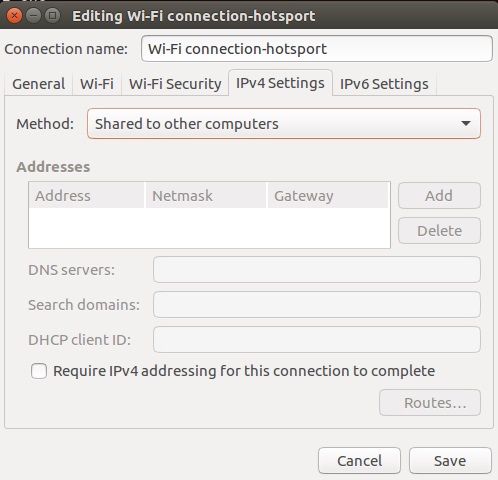 Editing Wi-Fi connection-hotsport
Connection name: Wi-Fi connection-hotsport
General Wi-Fi Wi-Fi Security IPv4 Settings IPv6 Settings
Method: Shared to other computers
Addresses
Address Netmask Gateway Add
Delete
DNS servers:
Search domains:
DHCP client ID:
Require IPv4 addressing for this connection to complete
Routes...
Cancel Save